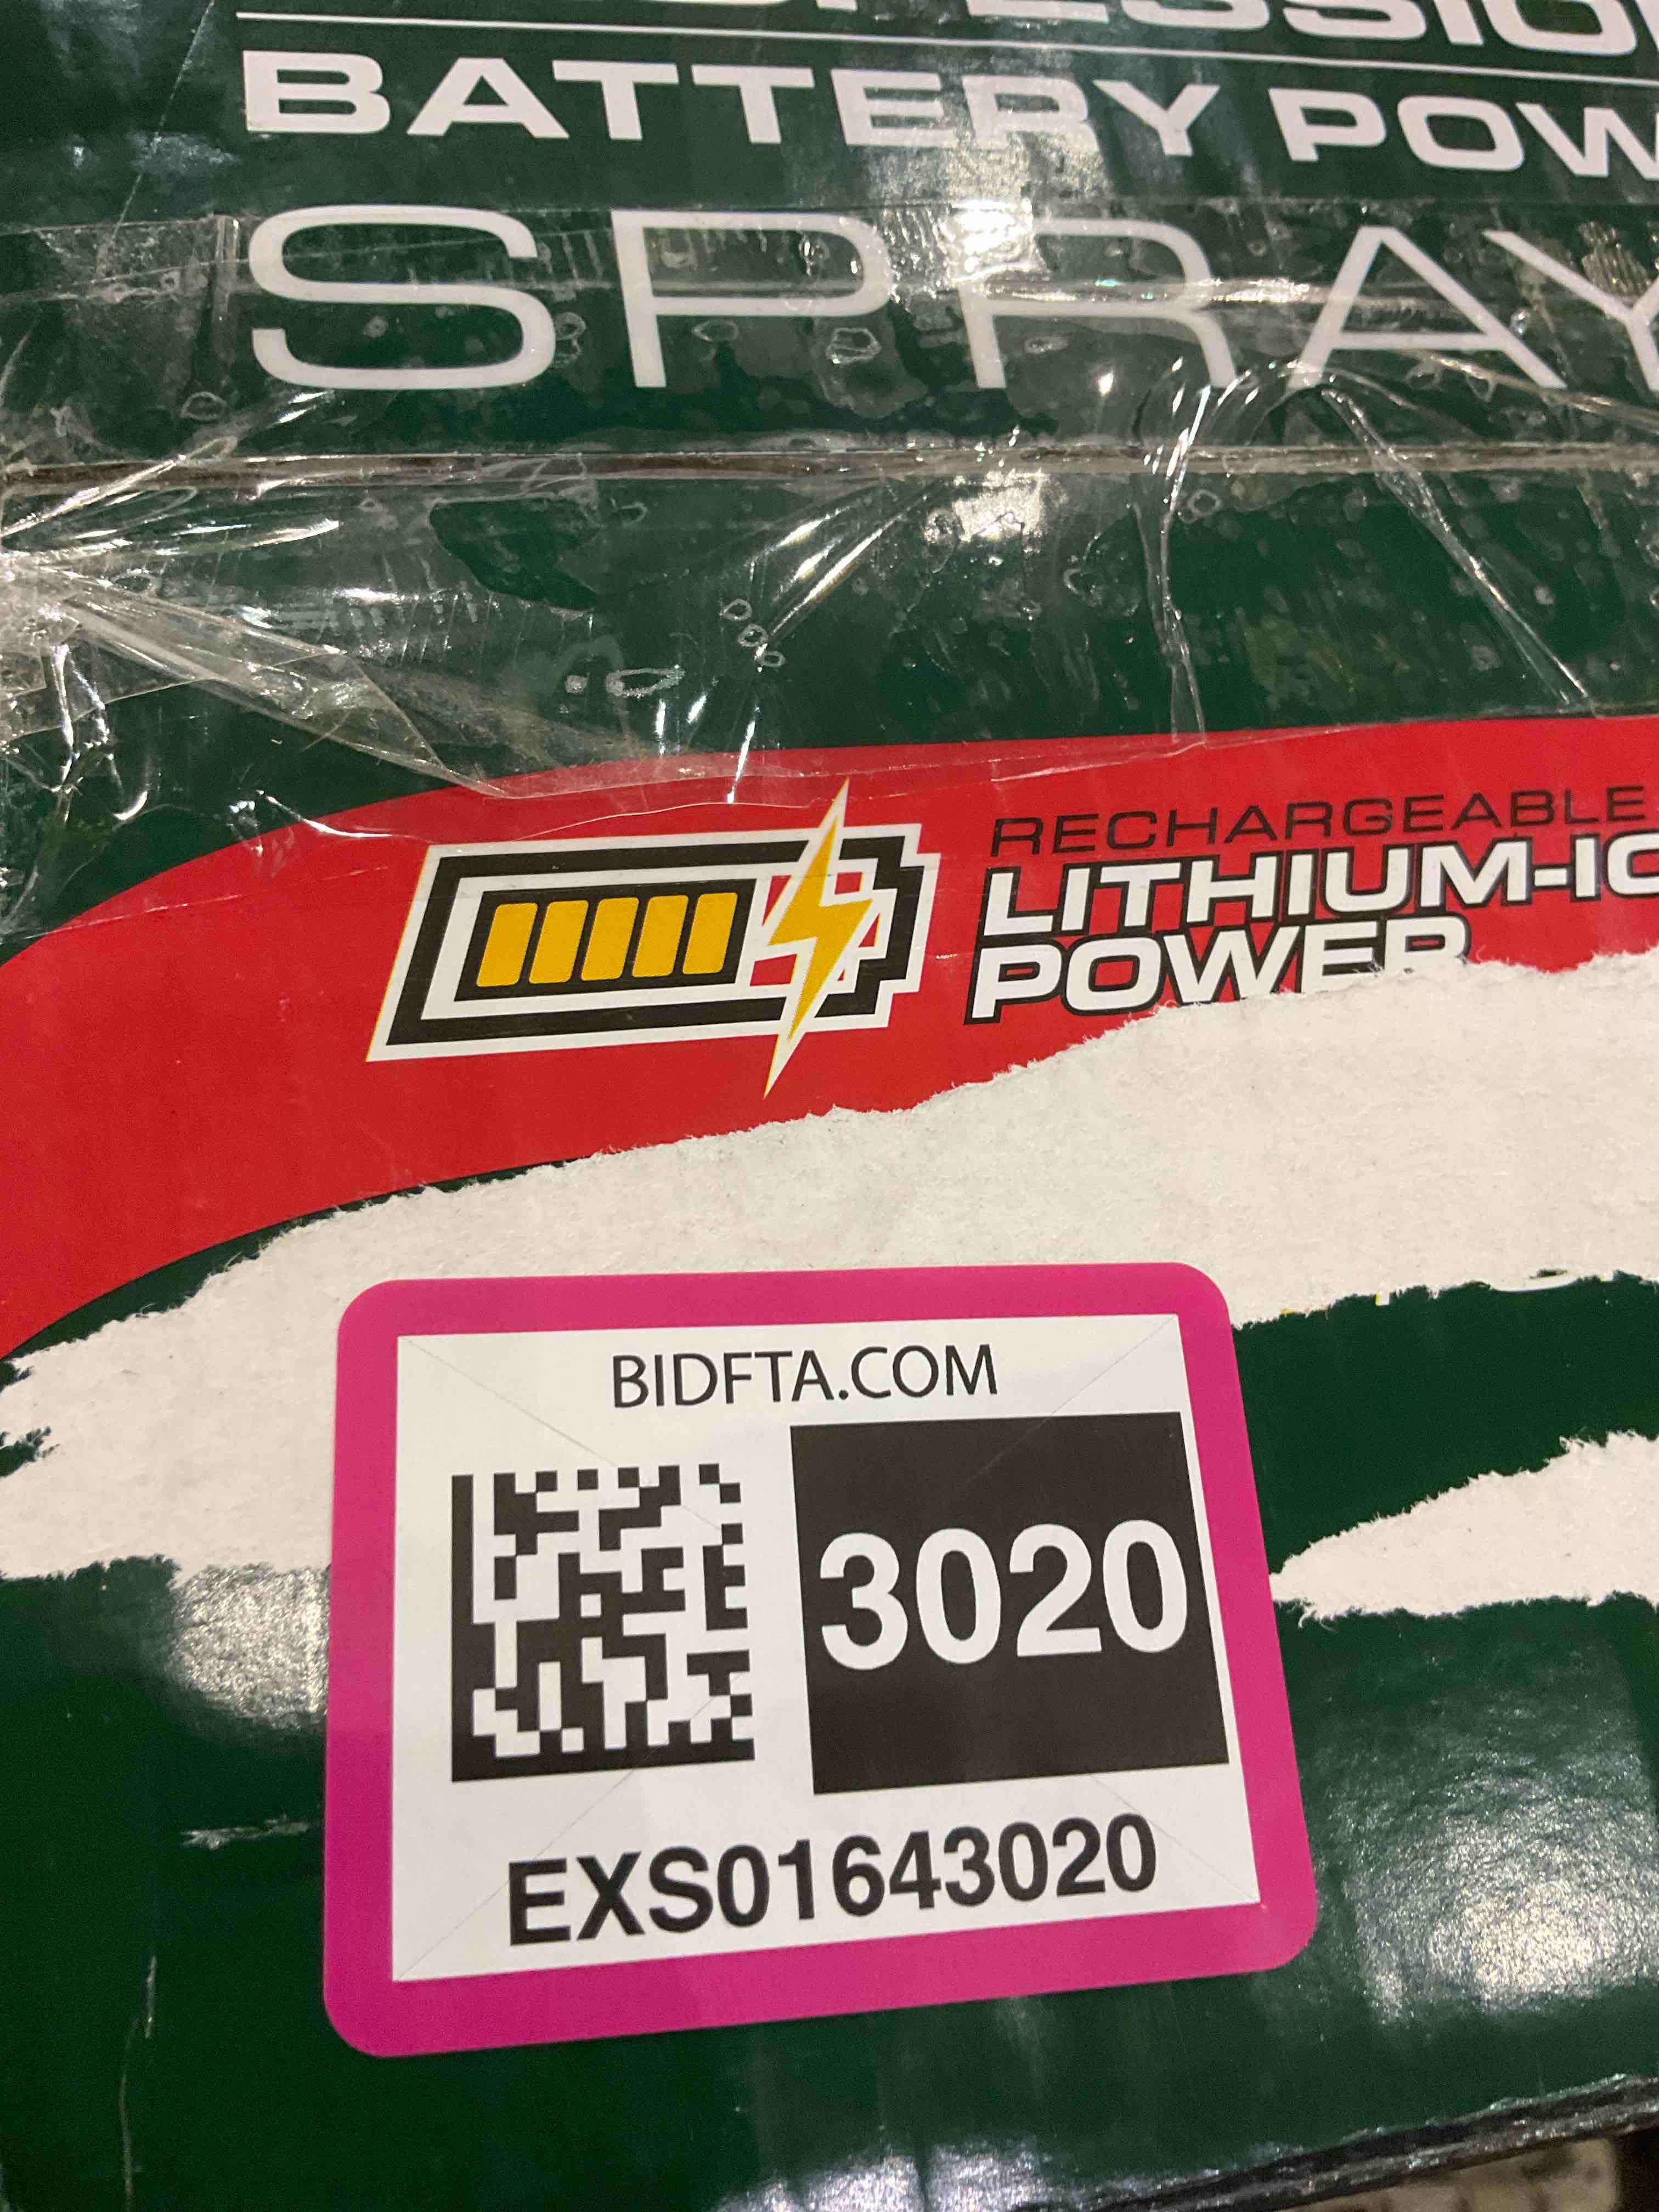 BATTERY POW
SPRAY
RECHARGEABLE
LITHIUM-IO
POWER
BIDFTA.COM
3020
EXS01643020